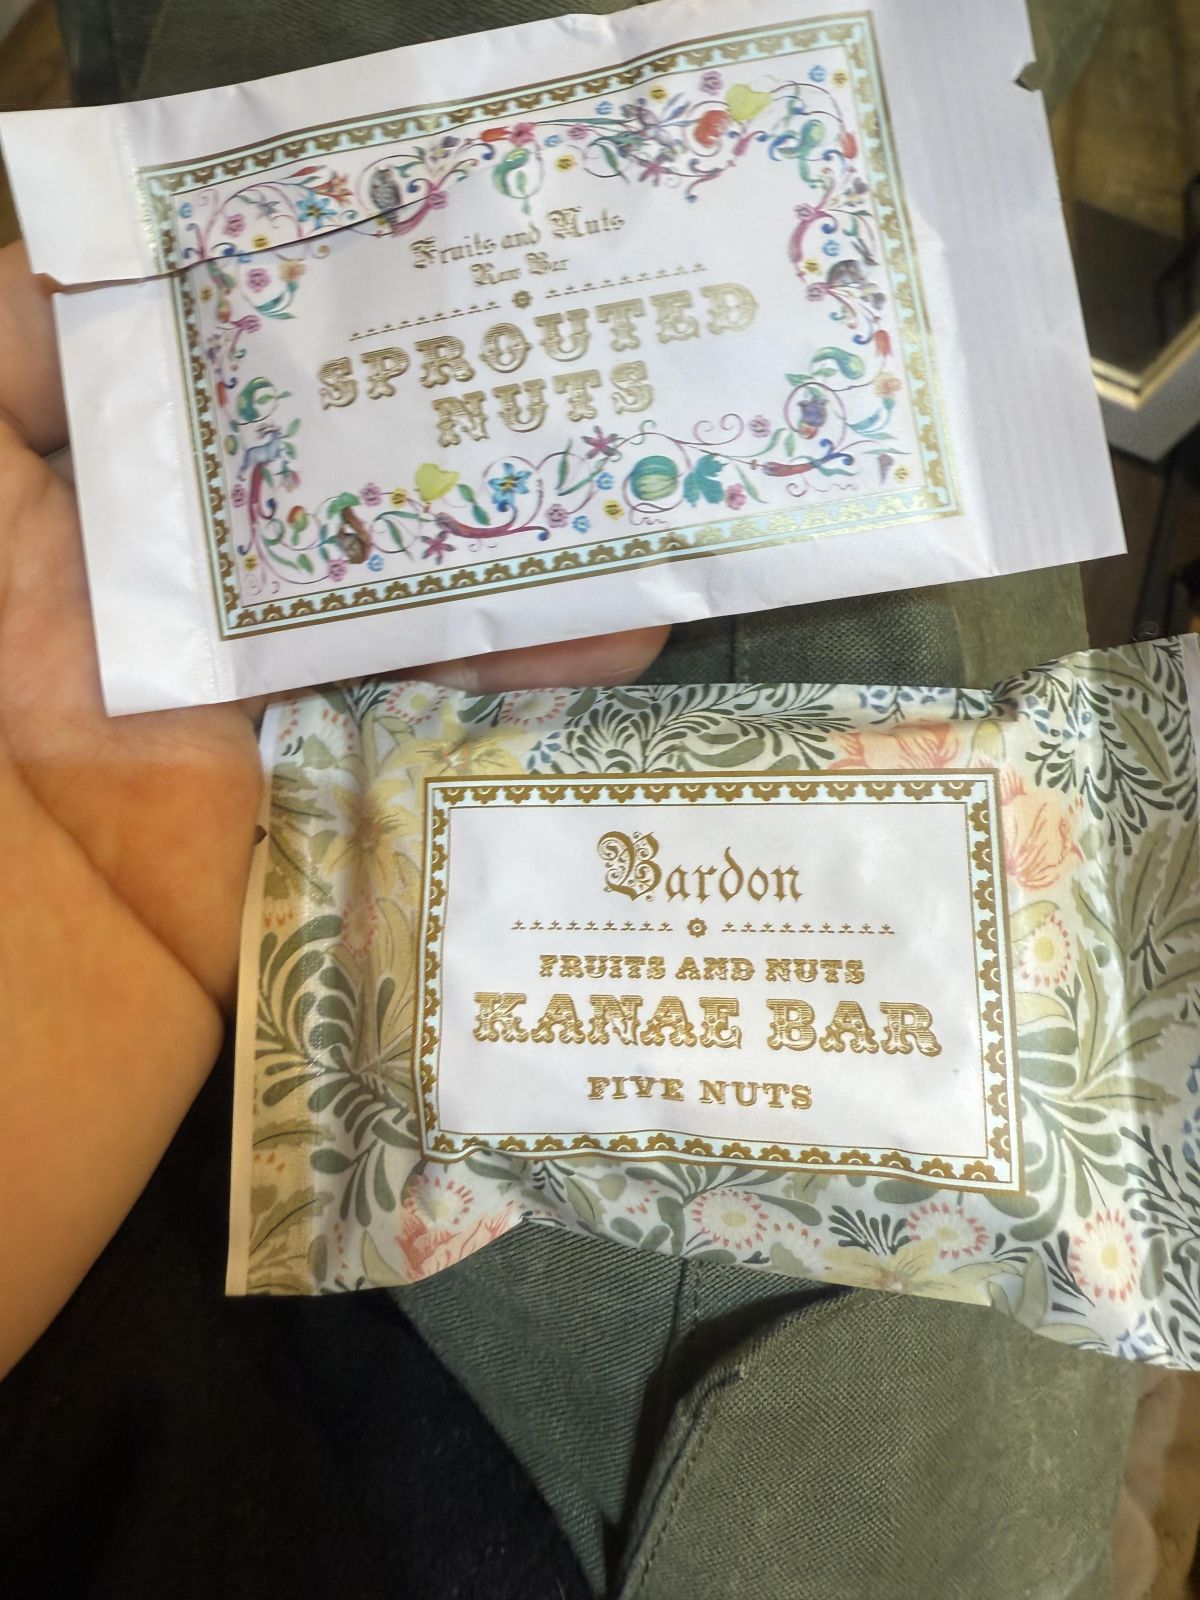 Fruits and Nuts
Raw Bar
SPROUTED
NUTS
Bardon
FRUITS AND NUTS
KANAE BAR
FIVE NUTS